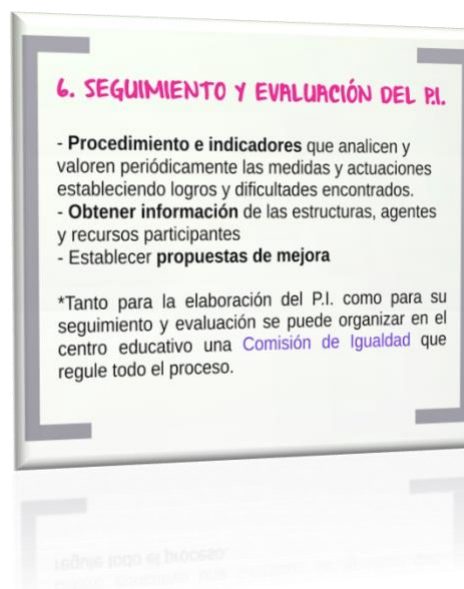 6. SEGUIMIENTO Y EVALUACIÓN DEL P.I.
- Procedimiento e indicadores que analicen y
valoren periódicamente las medidas y actuaciones
estableciendo logros y dificultades encontrados.
- Obtener información de las estructuras, agentes
y recursos participantes
- Establecer propuestas de mejora
*Tanto para la elaboración del P.I. como para su
seguimiento y evaluación se puede organizar en el
centro educativo una Comisión de Igualdad que
regule todo el proceso.